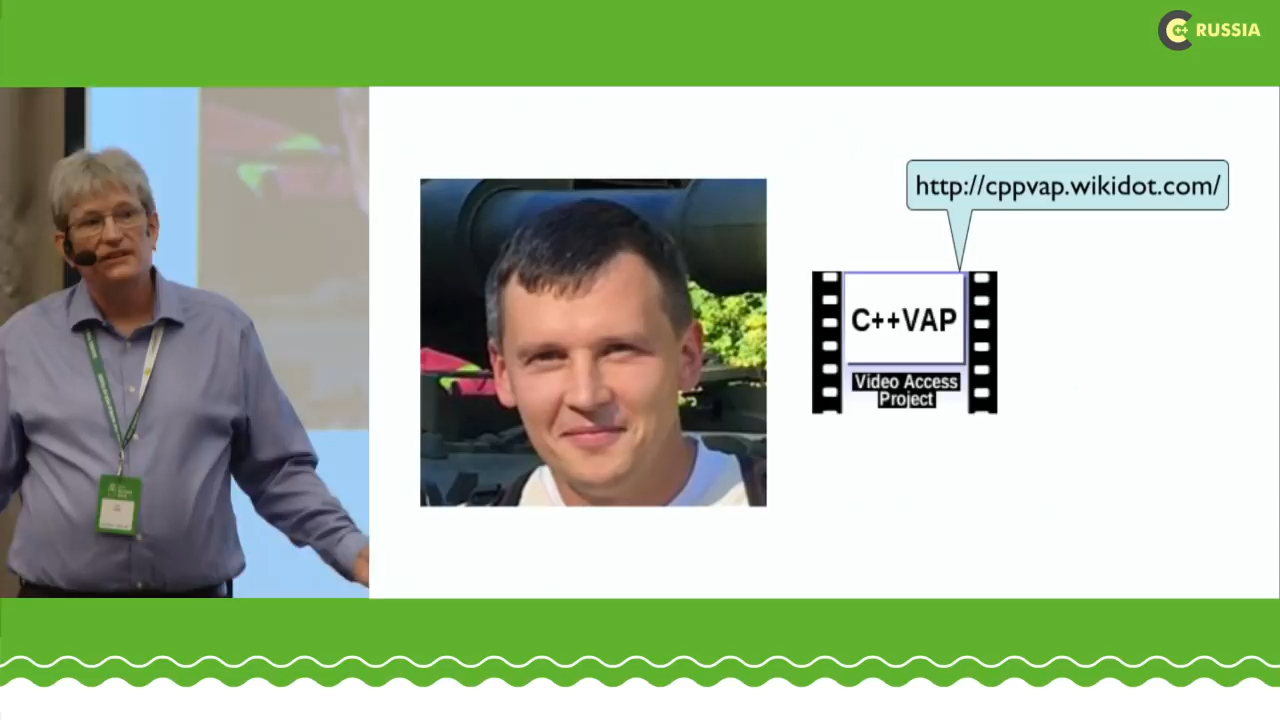 C++ RUSSIA
http://cppvap.wikidot.com/
C++VAP
Video Access
Project